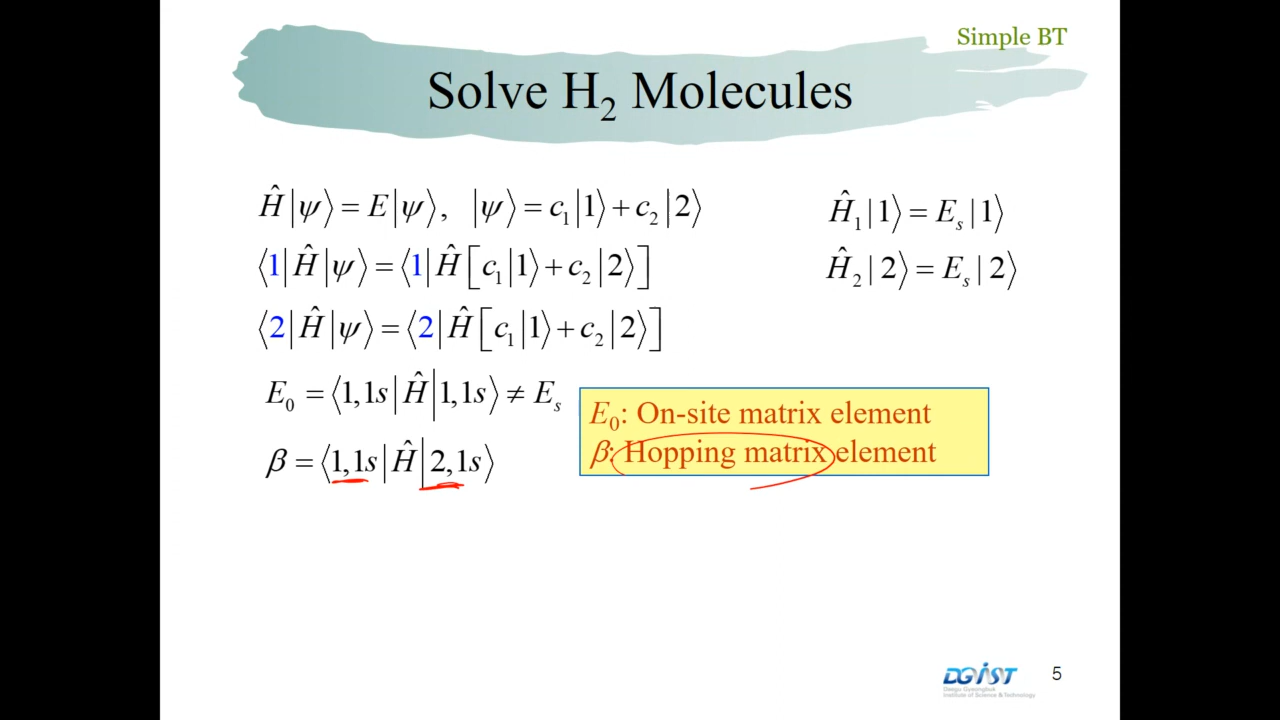 Simple BT
Solve H₂ Molecules
Ĥ|ψ⟩ = E|ψ⟩, |ψ⟩ = c₁|1⟩ + c₂|2⟩
Ĥ₁|1⟩ = Eₛ|1⟩
⟨1|Ĥ|ψ⟩ = ⟨1|Ĥ[c₁|1⟩ + c₂|2⟩]
Ĥ₂|2⟩ = Eₛ|2⟩
⟨2|Ĥ|ψ⟩ = ⟨2|Ĥ[c₁|1⟩ + c₂|2⟩]
E₀ = ⟨1,1s|Ĥ|1,1s⟩ ≠ Eₛ
E₀: On-site matrix element
β = ⟨1,1s|Ĥ|2,1s⟩
β: Hopping matrix element
DGIST
Daegu Gyeongbuk
Institute of Science & Technology
5